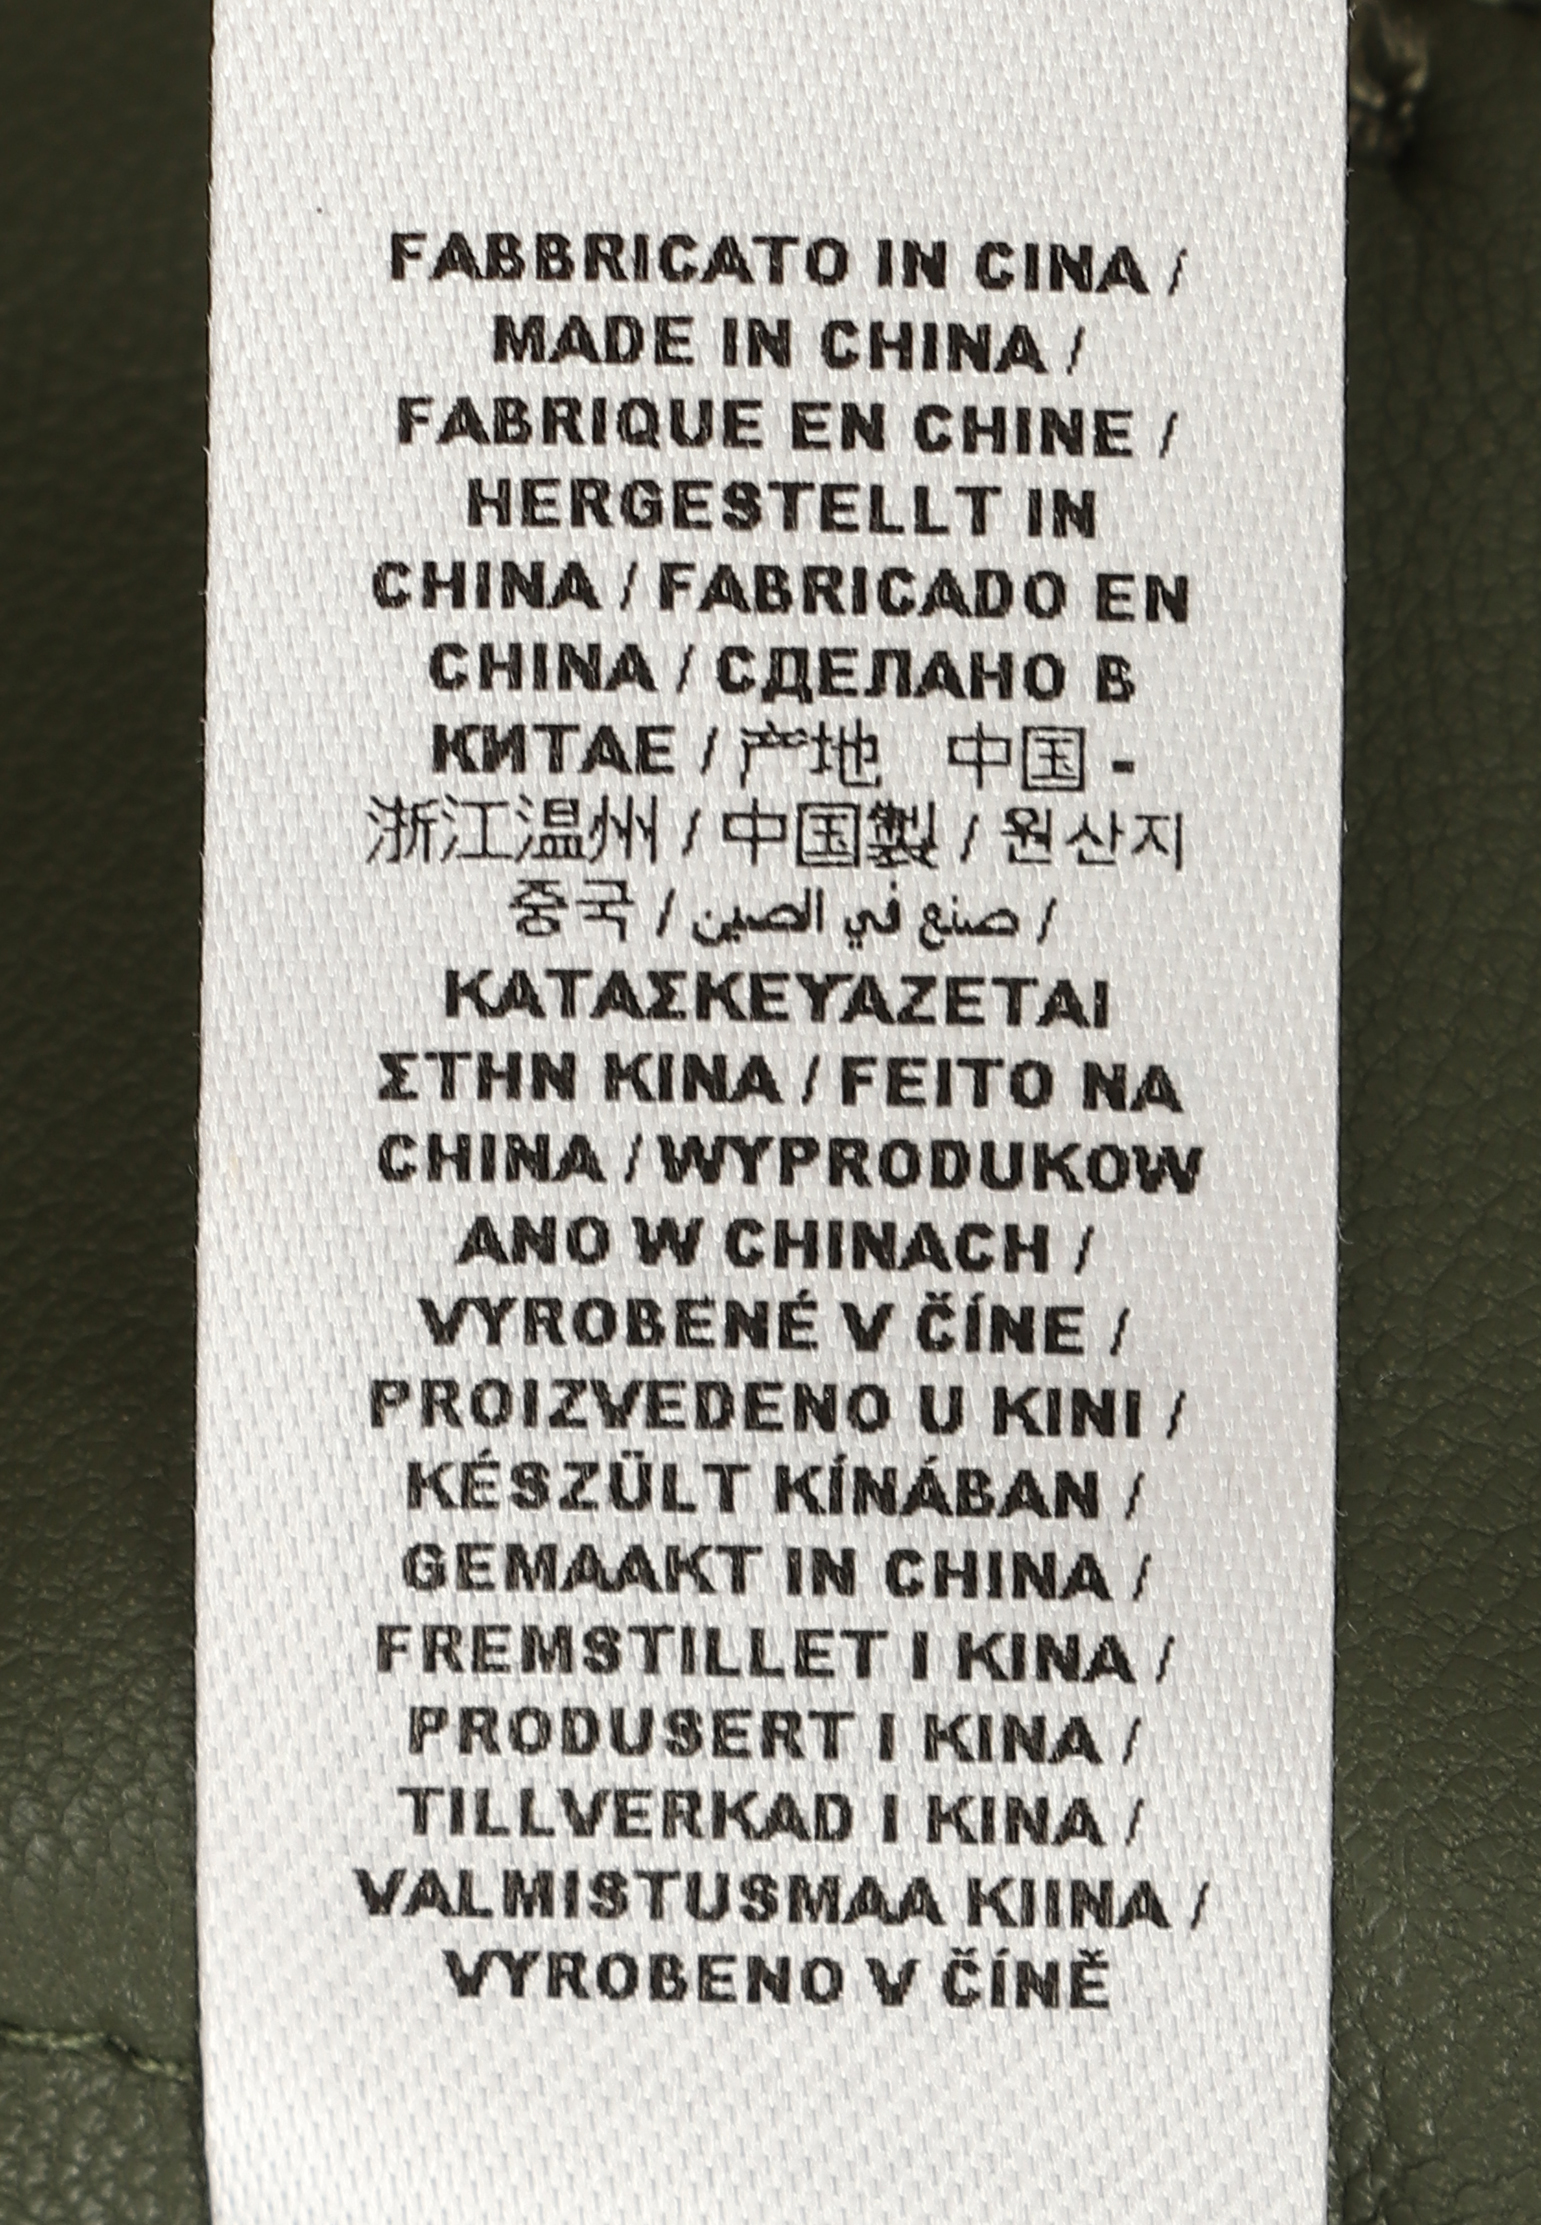 FABBRICATO IN CINA /
MADE IN CHINA /
FABRIQUE EN CHINE /
HERGESTELLT IN
CHINA / FABRICADO EN
CHINA / СДЕЛАНО В
КИТАЕ / 产地 中国 -
浙江温州 / 中国製 / 원산지
중국 / صنع في الصين /
ΚΑΤΑΣΚΕΥΑΖΕΤΑΙ
ΣΤΗΝ ΚΙΝΑ / FEITO NA
CHINA / WYPRODUKOW
ANO W CHINACH /
VYROBENÉ V ČÍNE /
PROIZVEDENO U KINI /
KÉSZÜLT KÍNÁBAN /
GEMAAKT IN CHINA /
FREMSTILLET I KINA /
PRODUSERT I KINA /
TILLVERKAD I KINA /
VALMISTUSMAA KIINA /
VYROBENO V ČÍNĚ